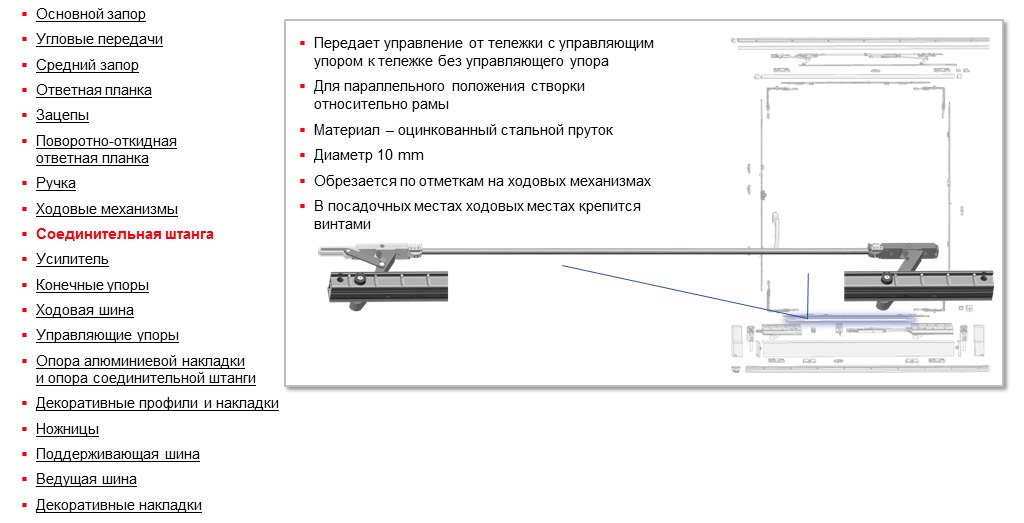 Основной запор
Угловые передачи
Средний запор
Ответная планка
Зацепы
Поворотно-откидная
ответная планка
Ручка
Ходовые механизмы
Соединительная штанга
Усилитель
Конечные упоры
Ходовая шина
Управляющие упоры
Опора алюминиевой накладки
и опора соединительной штанги
Декоративные профили и накладки
Ножницы
Поддерживающая шина
Ведущая шина
Декоративные накладки
Передает управление от тележки с управляющим
упором к тележке без управляющего упора
Для параллельного положения створки
относительно рамы
Материал – оцинкованный стальной пруток
Диаметр 10 mm
Обрезается по отметкам на ходовых механизмах
В посадочных местах ходовых местах крепится
винтами